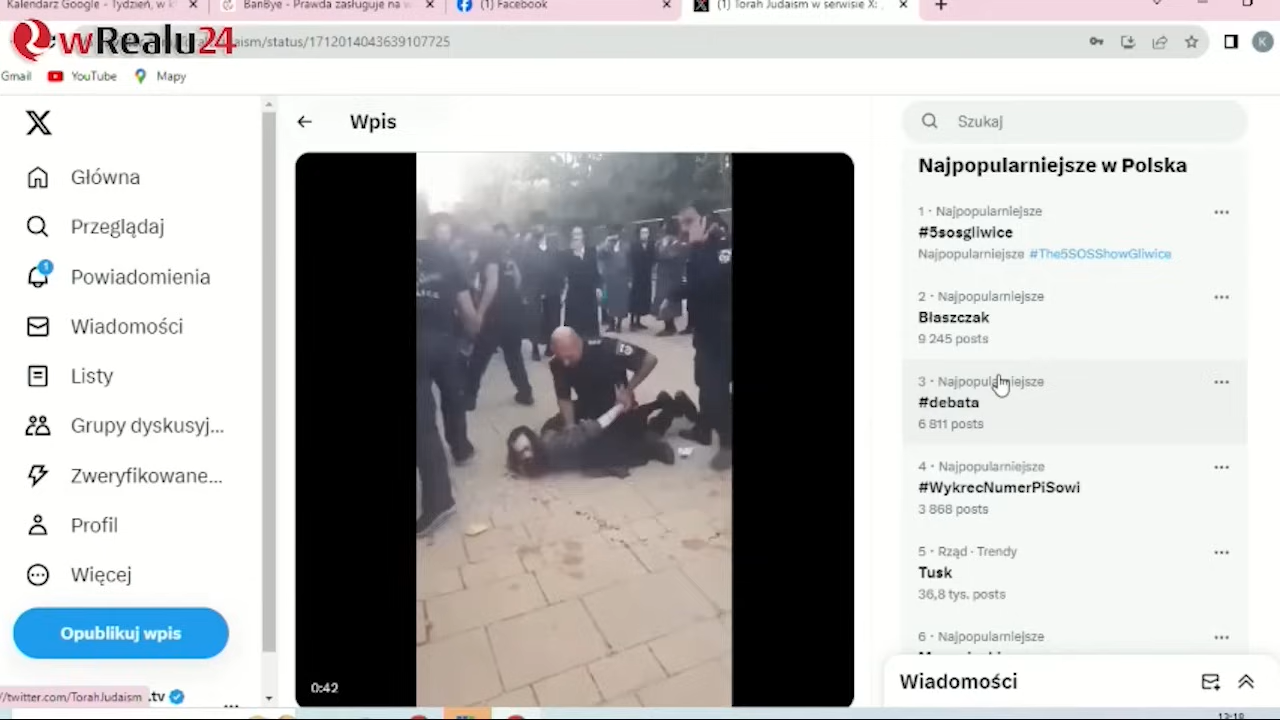 Kalendarz Google - Tydzień, w
BanBye - Prawda zasługuje na w
(1) Facebook
(1) Torah Judaism w serwisie X:
wRealu24
aism/status/1712014043639107725
K
Gmail
YouTube
Mapy
Wpis
Szukaj
Główna
Przeglądaj
1
Powiadomienia
Wiadomości
Listy
Grupy dyskusyj...
Zweryfikowane...
Profil
Więcej
Opublikuj wpis
//twitter.com/TorahJudaism
.tv
0:42
Najpopularniejsze w Polska
1 · Najpopularniejsze
#5sosgliwice
Najpopularniejsze #The5SOSShowGliwice
2 · Najpopularniejsze
Błaszczak
9 245 posts
3 · Najpopularniejsze
#debata
6 811 posts
4 · Najpopularniejsze
#WykrecNumerPiSowi
3 868 posts
5 · Rząd · Trendy
Tusk
36,8 tys. posts
6 · Najpopularniejsze
Wiadomości